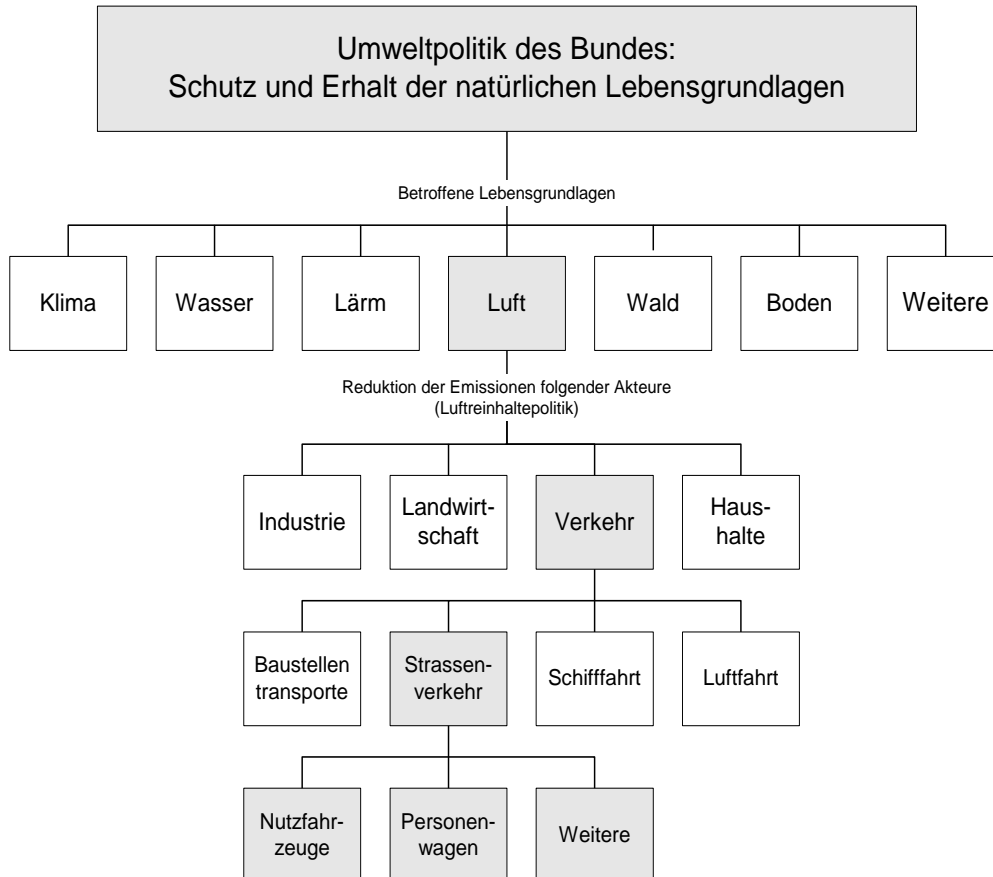 Umweltpolitik des Bundes:
Schutz und Erhalt der natürlichen Lebensgrundlagen
Betroffene Lebensgrundlagen
Klima
Wasser
Lärm
Luft
Wald
Boden
Weitere
Reduktion der Emissionen folgender Akteure
(Luftreinhaltepolitik)
Industrie
Landwirt-
schaft
Verkehr
Haus-
halte
Baustellen
transporte
Strassen-
verkehr
Schifffahrt
Luftfahrt
Nutzfahr-
zeuge
Personen-
wagen
Weitere